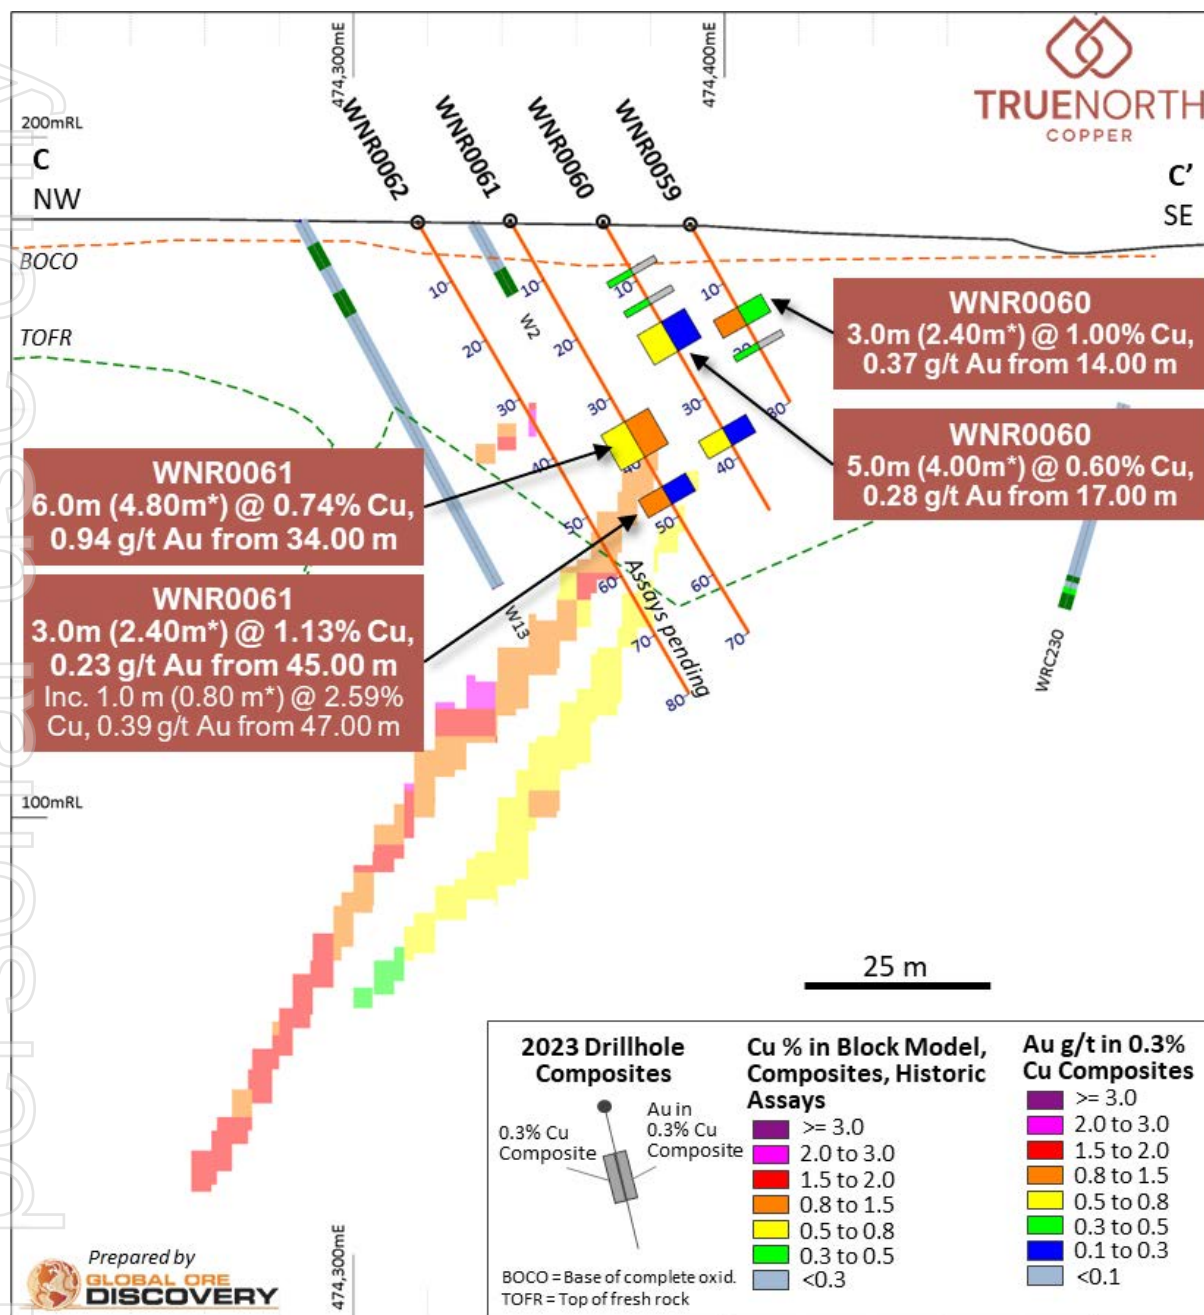 474,300mE
474,400mE
TRUENORTH
COPPER
200mRL
C
NW
C’
SE
WNR0062
WNR0061
WNR0060
WNR0059
BOCO
TOFR
10
20
30
40
50
60
70
80
10
20
30
40
50
60
70
10
30
40
10
20
30
W2
W13
WRC230
Assays pending
WNR0060
3.0m (2.40m*) @ 1.00% Cu,
0.37 g/t Au from 14.00 m
WNR0060
5.0m (4.00m*) @ 0.60% Cu,
0.28 g/t Au from 17.00 m
WNR0061
6.0m (4.80m*) @ 0.74% Cu,
0.94 g/t Au from 34.00 m
WNR0061
3.0m (2.40m*) @ 1.13% Cu,
0.23 g/t Au from 45.00 m
Inc. 1.0 m (0.80 m*) @ 2.59%
Cu, 0.39 g/t Au from 47.00 m
100mRL
25 m
2023 Drillhole
Composites
0.3% Cu
Composite
Au in
0.3% Cu
Composite
BOCO = Base of complete oxid.
TOFR = Top of fresh rock
Cu % in Block Model,
Composites, Historic
Assays
>= 3.0
2.0 to 3.0
1.5 to 2.0
0.8 to 1.5
0.5 to 0.8
0.3 to 0.5
<0.3
Au g/t in 0.3%
Cu Composites
>= 3.0
2.0 to 3.0
1.5 to 2.0
0.8 to 1.5
0.5 to 0.8
0.3 to 0.5
0.1 to 0.3
<0.1
474,300mE
Prepared by
GLOBAL ORE
DISCOVERY